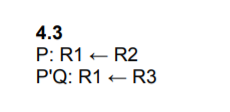 4.3
P: R1 ← R2
P'Q: R1 ← R3